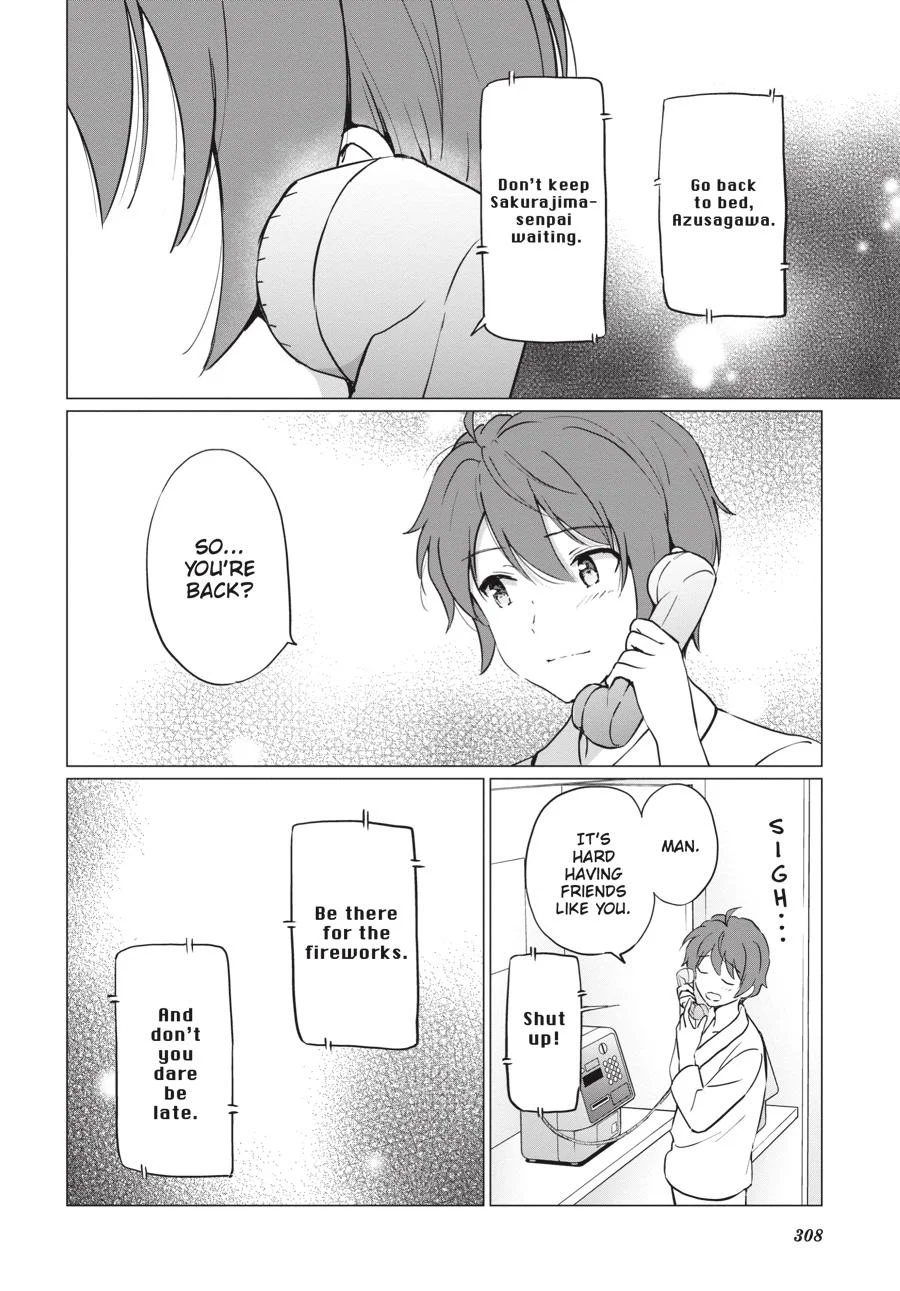 Go back
to bed,
Azusagawa.
Don't keep
Sakurajima-
senpai
waiting.
SO...
YOU'RE
BACK?
SIGH...
MAN.
IT'S
HARD
HAVING
FRIENDS
LIKE YOU.
Shut
up!
Be there
for the
fireworks.
And
don't
you
dare
be
late.
308